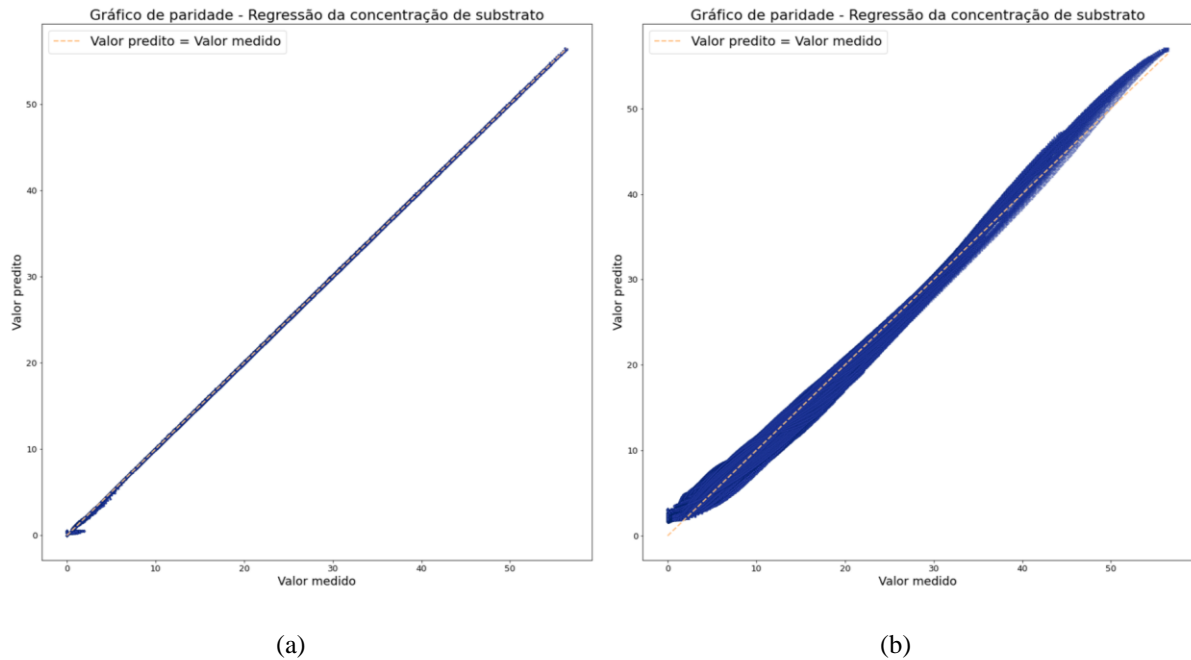 Gráfico de paridade - Regressão da concentração de substrato
Valor predito = Valor medido
50
40
30
20
10
0
Valor predito
0 10 20 30 40 50
Valor medido
(a)
Gráfico de paridade - Regressão da concentração de substrato
Valor predito = Valor medido
50
40
30
20
10
0
Valor predito
0 10 20 30 40 50
Valor medido
(b)